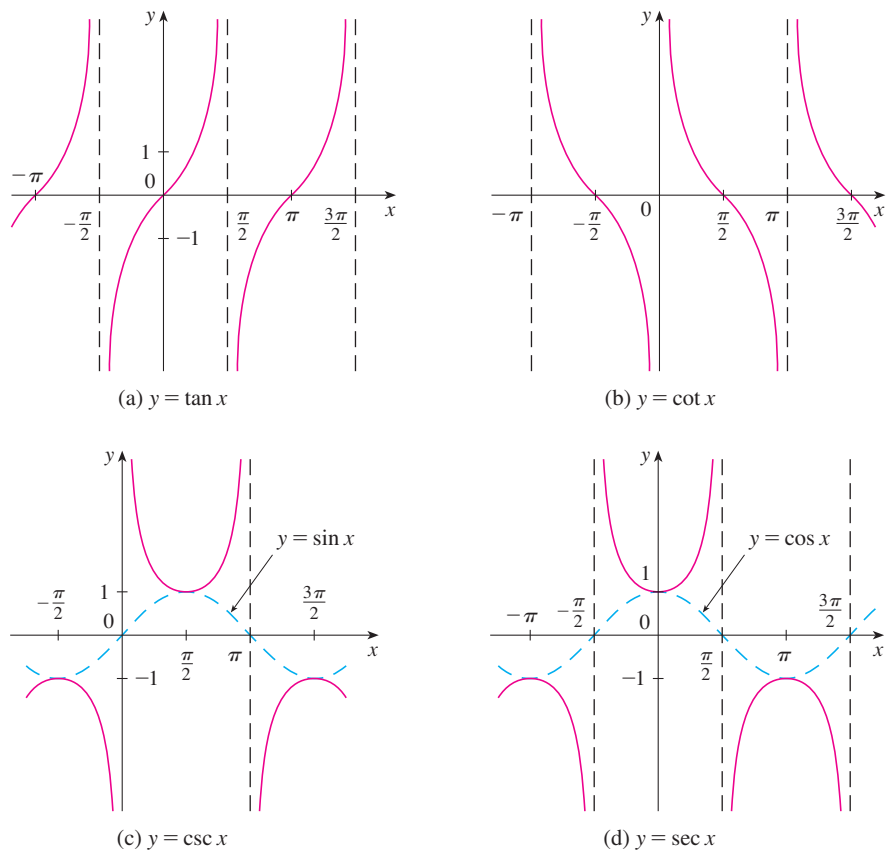 y
1
0
−π
−π/2
−1
π/2
π
3π/2
x
(a) y = tan x
y
−π
−π/2
0
π/2
π
3π/2
x
(b) y = cot x
y
y = sin x
−π/2
1
0
3π/2
π/2
π
x
−1
(c) y = csc x
y
y = cos x
1
−π
−π/2
0
3π/2
π/2
π
x
−1
(d) y = sec x